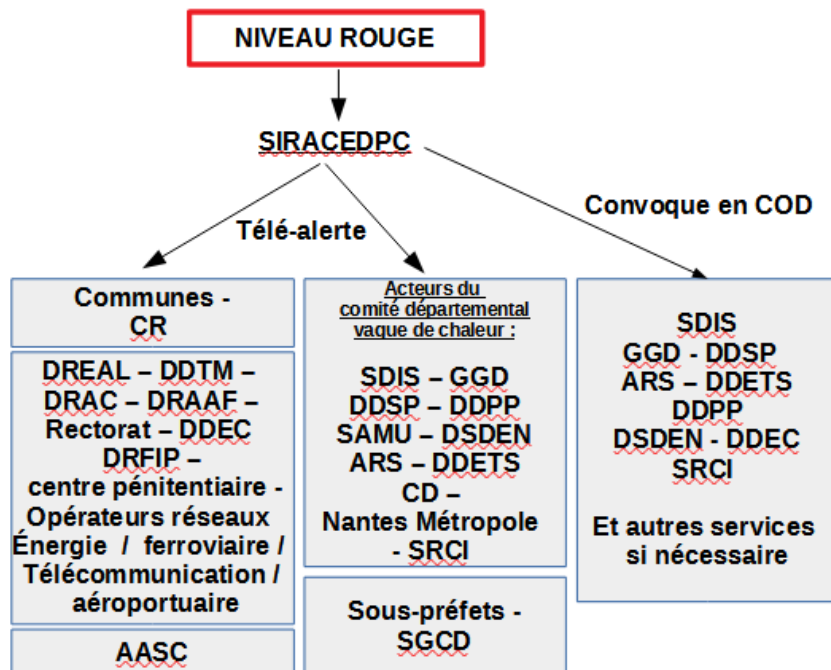 NIVEAU ROUGE
SIRACEDPC
Télé-alerte
Convoque en COD
Communes -
CR
DREAL – DDTM –
DRAC – DRAAF –
Rectorat – DDEC
DRFIP –
centre pénitentiaire -
Opérateurs réseaux
Énergie / ferroviaire /
Télécommunication /
aéroportuaire
AASC
Acteurs du
comité départemental
vague de chaleur :
SDIS – GGD
DDSP – DDPP
SAMU – DSDEN
ARS – DDETS
CD –
Nantes Métropole
- SRCI
Sous-préfets -
SGCD
SDIS
GGD - DDSP
ARS – DDETS
DDPP
DSDEN - DDEC
SRCI
Et autres services
si nécessaire